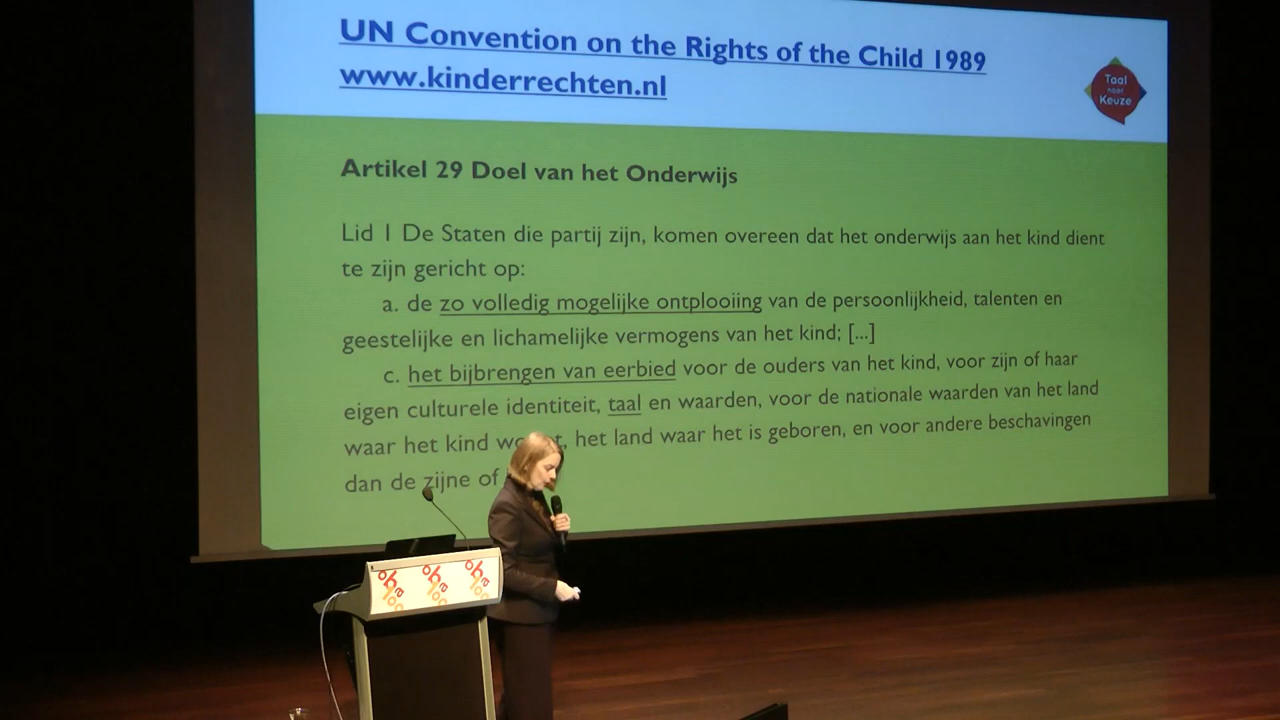 UN Convention on the Rights of the Child 1989
www.kinderrechten.nl
Taal
naar
Keuze
Artikel 29 Doel van het Onderwijs
Lid 1 De Staten die partij zijn, komen overeen dat het onderwijs aan het kind dient
te zijn gericht op:
a. de zo volledig mogelijke ontplooiing van de persoonlijkheid, talenten en
geestelijke en lichamelijke vermogens van het kind; [...]
c. het bijbrengen van eerbied voor de ouders van het kind, voor zijn of haar
eigen culturele identiteit, taal en waarden, voor de nationale waarden van het land
waar het kind , het land waar het is geboren, en voor andere beschavingen
dan de zijne of
oba oba oba